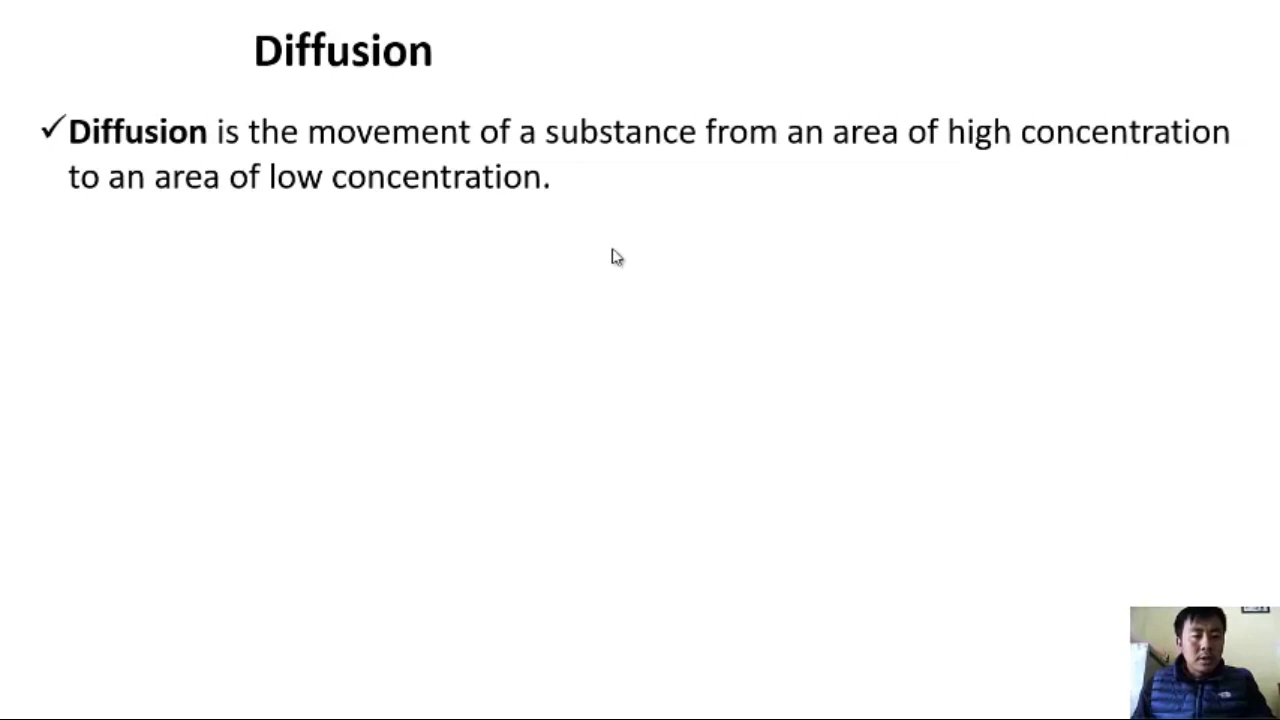 Diffusion
✓Diffusion is the movement of a substance from an area of high concentration
to an area of low concentration.